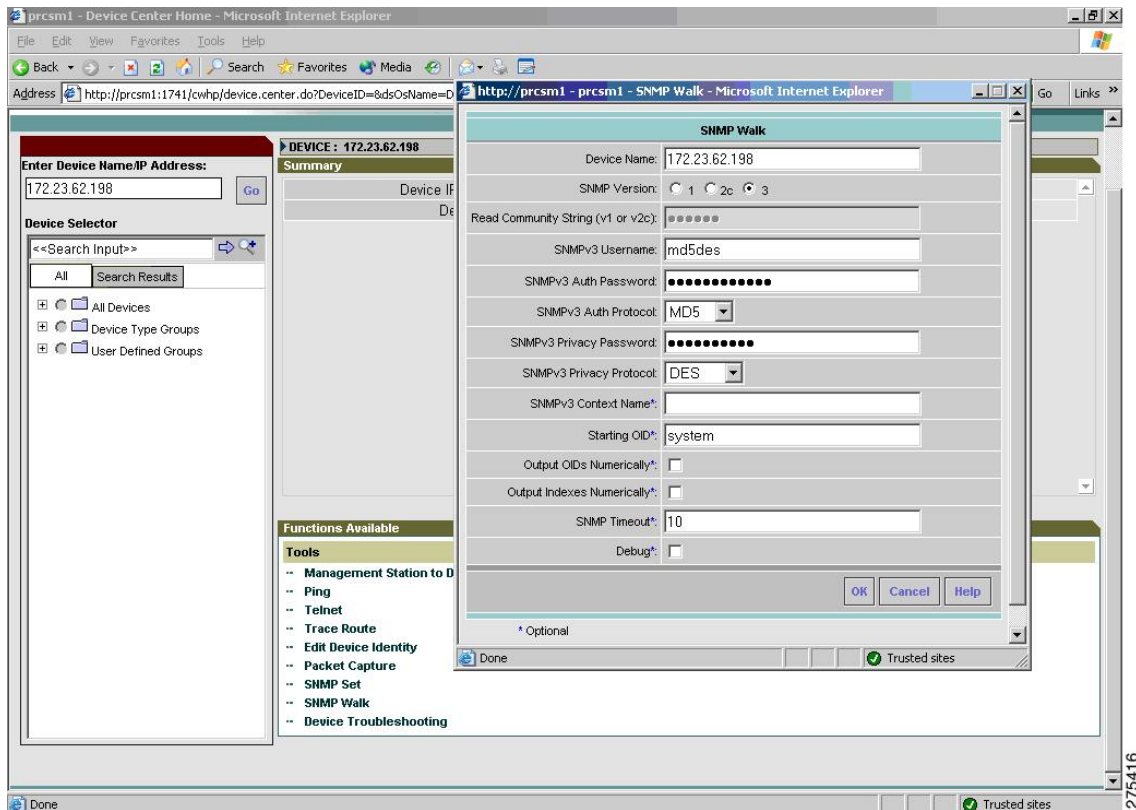 prcsm1 - Device Center Home - Microsoft Internet Explorer
File Edit View Favorites Tools Help
Back Search Favorites Media
Address http://prcsm1:1741/cwhp/device.center.do?DeviceID=&dsOsName=D Go Links »
Enter Device Name/IP Address:
172.23.62.198 Go
Device Selector
<<Search Input>>
All Search Results
All Devices
Device Type Groups
User Defined Groups
DEVICE : 172.23.62.198
Summary
Device IP
De
Functions Available
Tools
Management Station to D
Ping
Telnet
Trace Route
Edit Device Identity
Packet Capture
SNMP Set
SNMP Walk
Device Troubleshooting
http://prcsm1 - prcsm1 - SNMP Walk - Microsoft Internet Explorer
SNMP Walk
Device Name: 172.23.62.198
SNMP Version: 1 2c 3
Read Community String (v1 or v2c): ●●●●●●
SNMPv3 Username: md5des
SNMPv3 Auth Password: ●●●●●●●●●●●●
SNMPv3 Auth Protocol: MD5
SNMPv3 Privacy Password: ●●●●●●●●●●
SNMPv3 Privacy Protocol: DES
SNMPv3 Context Name*:
Starting OID*: system
Output OIDs Numerically*:
Output Indexes Numerically*:
SNMP Timeout*: 10
Debug*:
OK Cancel Help
* Optional
Done Trusted sites
Done Trusted sites
275416